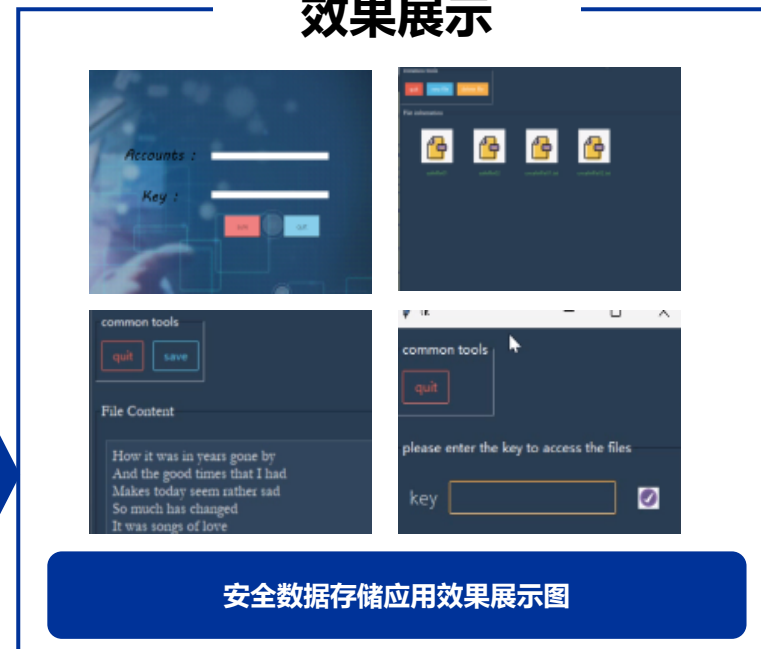 效果展示
Accounts :
Key :
quit
common tools
quit save
File Content
How it was in years gone by
And the good times that I had
Makes today seem rather sad
So much has changed
It was songs of love
common tools
quit
please enter the key to access the files
key
安全数据存储应用效果展示图